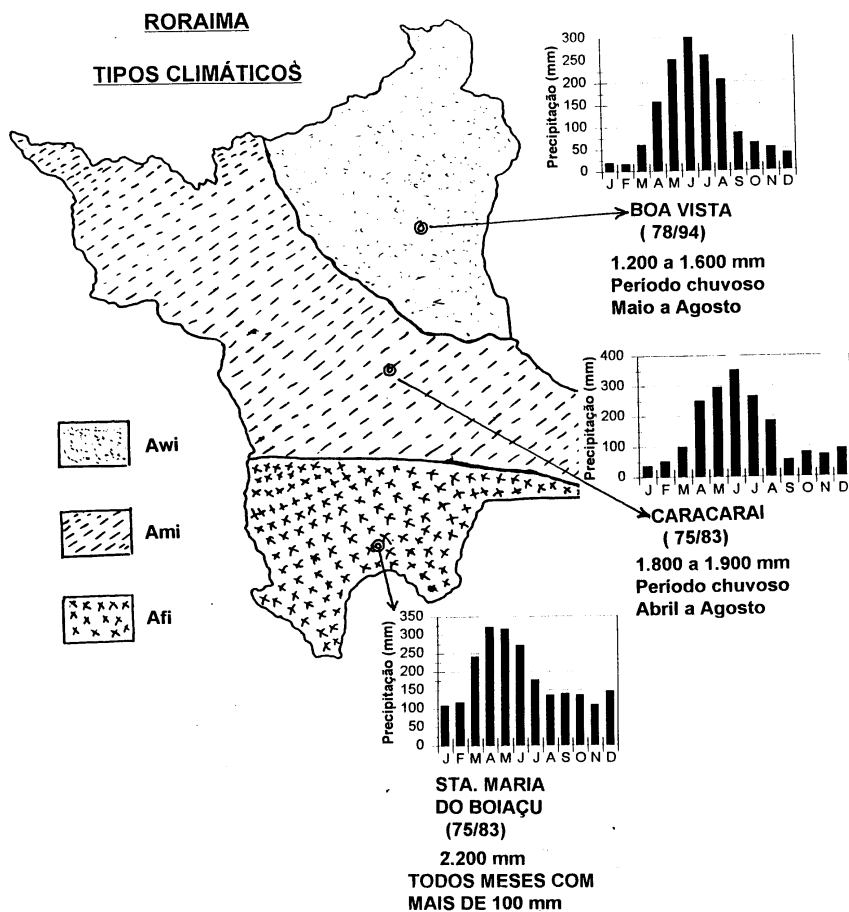 RORAIMA
TIPOS CLIMÁTICOS
Precipitação (mm)
300
250
200
150
100
50
0
J F M A M J J A S O N D
BOA VISTA
( 78/94)
1.200 a 1.600 mm
Período chuvoso
Maio a Agosto
Precipitação (mm)
400
300
200
100
0
J F M A M J J A S O N D
CARACARAI
( 75/83)
1.800 a 1.900 mm
Período chuvoso
Abril a Agosto
Awi
Ami
Afi
Precipitação (mm)
350
300
250
200
150
100
50
0
J F M A M J J A S O N D
STA. MARIA
DO BOIAÇU
(75/83)
2.200 mm
TODOS MESES COM
MAIS DE 100 mm